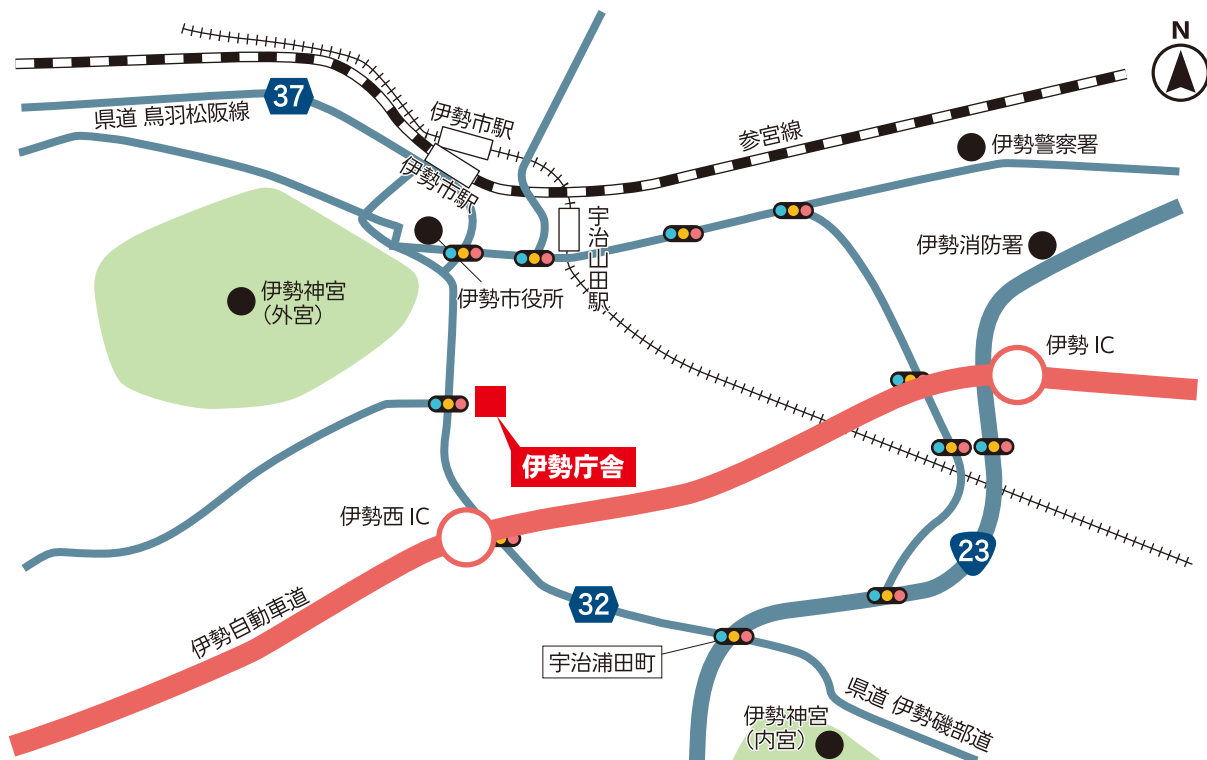 N
37
県道 鳥羽松阪線
伊勢市駅
伊勢市駅
参宮線
伊勢警察署
宇治山田駅
伊勢消防署
伊勢神宮
（外宮）
伊勢市役所
伊勢 IC
伊勢庁舎
伊勢西 IC
23
32
伊勢自動車道
宇治浦田町
県道 伊勢磯部道
伊勢神宮
（内宮）